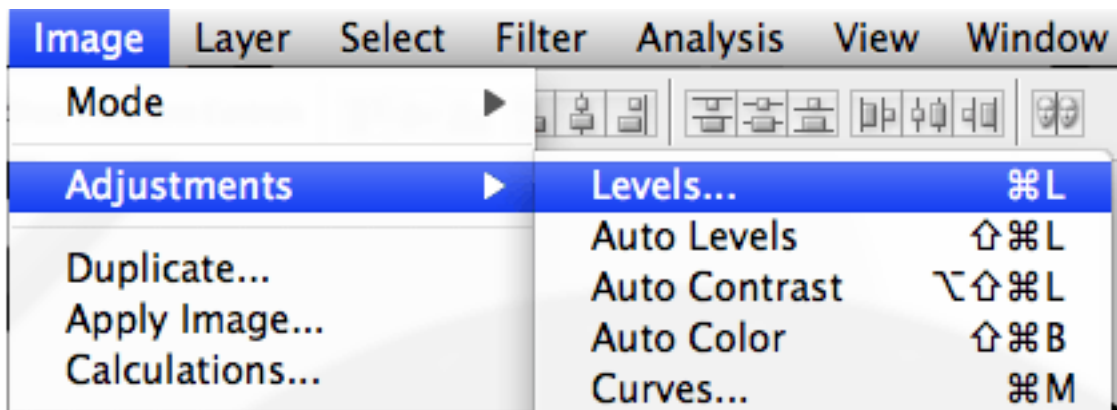 Image Layer Select Filter Analysis View Window
Mode
Adjustments
Duplicate...
Apply Image...
Calculations...
Levels... ⌘L
Auto Levels ⇧⌘L
Auto Contrast ⌥⇧⌘L
Auto Color ⇧⌘B
Curves... ⌘M